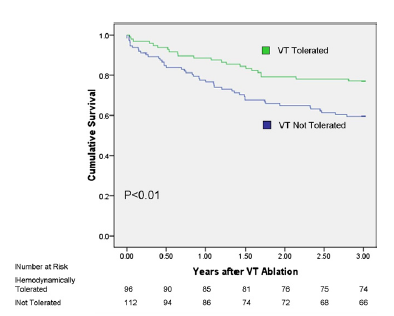 1.0
0.8
0.6
0.4
0.2
0.0
Cumulative Survival
VT Tolerated
VT Not Tolerated
P<0.01
0.00 0.50 1.00 1.50 2.00 2.50 3.00
Years after VT Ablation
Number at Risk
Hemodynamically
Tolerated 96 90 85 81 76 75 74
Not Tolerated 112 94 86 74 72 68 66